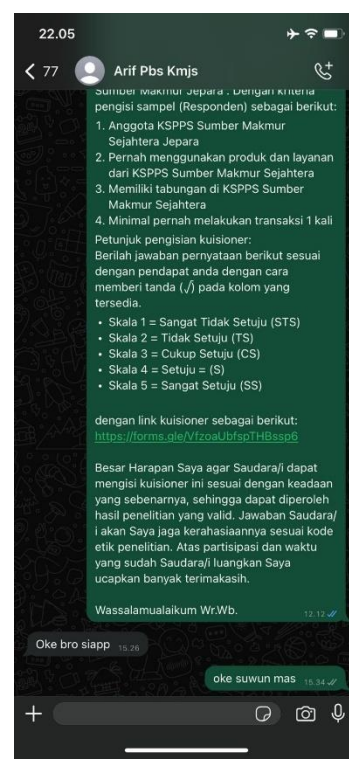 22.05
77
Arif Pbs Kmjs
Sumber Makmur Jepara . Dengan kriteria
pengisi sampel (Responden) sebagai berikut:
1. Anggota KSPPS Sumber Makmur
Sejahtera Jepara
2. Pernah menggunakan produk dan layanan
dari KSPPS Sumber Makmur Sejahtera
3. Memiliki tabungan di KSPPS Sumber
Makmur Sejahtera
4. Minimal pernah melakukan transaksi 1 kali
Petunjuk pengisian kuisioner:
Berilah jawaban pernyataan berikut sesuai
dengan pendapat anda dengan cara
memberi tanda (√) pada kolom yang
tersedia.
• Skala 1 = Sangat Tidak Setuju (STS)
• Skala 2 = Tidak Setuju (TS)
• Skala 3 = Cukup Setuju (CS)
• Skala 4 = Setuju = (S)
• Skala 5 = Sangat Setuju (SS)
dengan link kuisioner sebagai berikut:
https://forms.gle/VfzoaUbfspTHBssp6
Besar Harapan Saya agar Saudara/i dapat
mengisi kuisioner ini sesuai dengan keadaan
yang sebenarnya, sehingga dapat diperoleh
hasil penelitian yang valid. Jawaban Saudara/
i akan Saya jaga kerahasiaannya sesuai kode
etik penelitian. Atas partisipasi dan waktu
yang sudah Saudara/i luangkan Saya
ucapkan banyak terimakasih.
Wassalamualaikum Wr.Wb.
12.12
Oke bro siapp 15.26
oke suwun mas 15.34